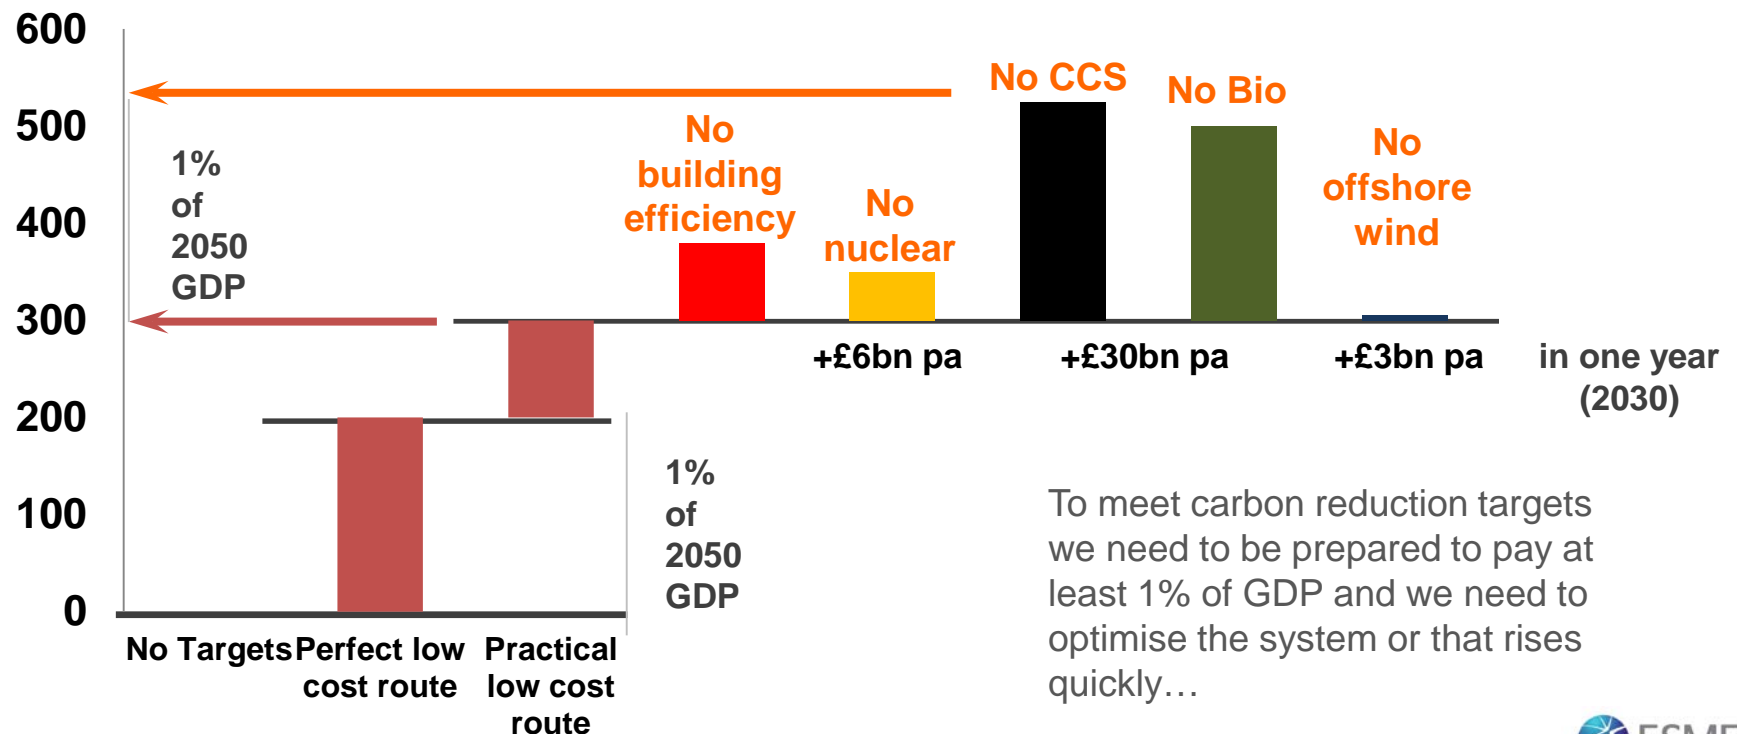 600
500
400
300
200
100
0
1%
of
2050
GDP
No
building
efficiency
No
nuclear
No CCS
No Bio
No
offshore
wind
+£6bn pa
+£30bn pa
+£3bn pa
in one year
(2030)
1%
of
2050
GDP
No Targets
Perfect low
cost route
Practical
low cost
route
To meet carbon reduction targets
we need to be prepared to pay at
least 1% of GDP and we need to
optimise the system or that rises
quickly…